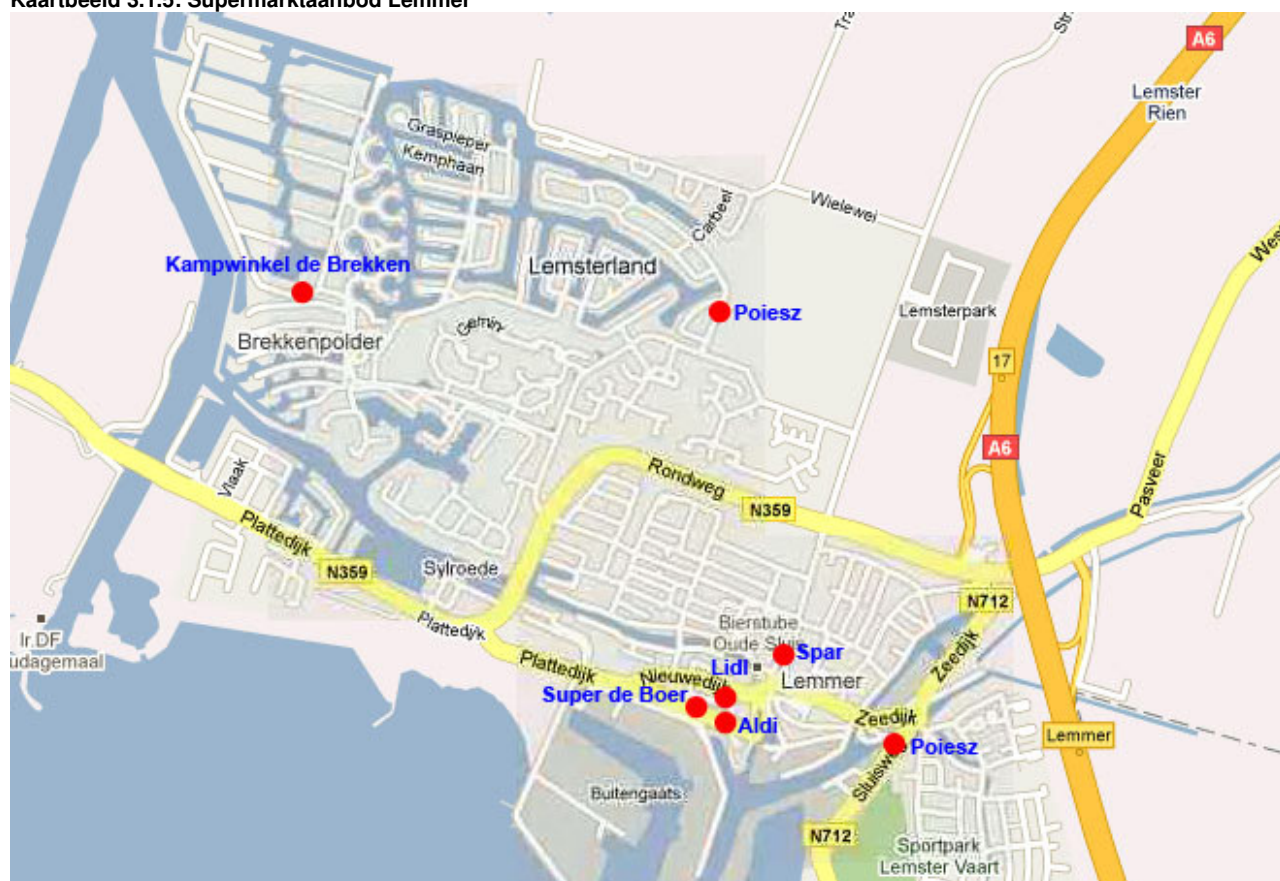 Kaartbeeld 3.1.5: Supermarktaanbod Lemmer
A6
Lemster
Rien
Graspieper
Kemphaan
Carbeel
Wielewei
Kampwinkel de Brekken
Lemsterland
Lemsterpark
Poiesz
Brekkenpolder
17
A6
Rondweg
N359
Pasveer
Vlaak
Plattedijk
N359
Sylroede
Plattedijk
N712
Zeedijk
Ir.DF
udagemaal
Bierstube
Oude Sluis
Spar
Plattedijk
Nieuwedijk
Lidl
Lemmer
Super de Boer
Aldi
Zeedijk
Poiesz
Lemmer
Sluisweg
Buitengaats
N712
Sportpark
Lemster Vaart